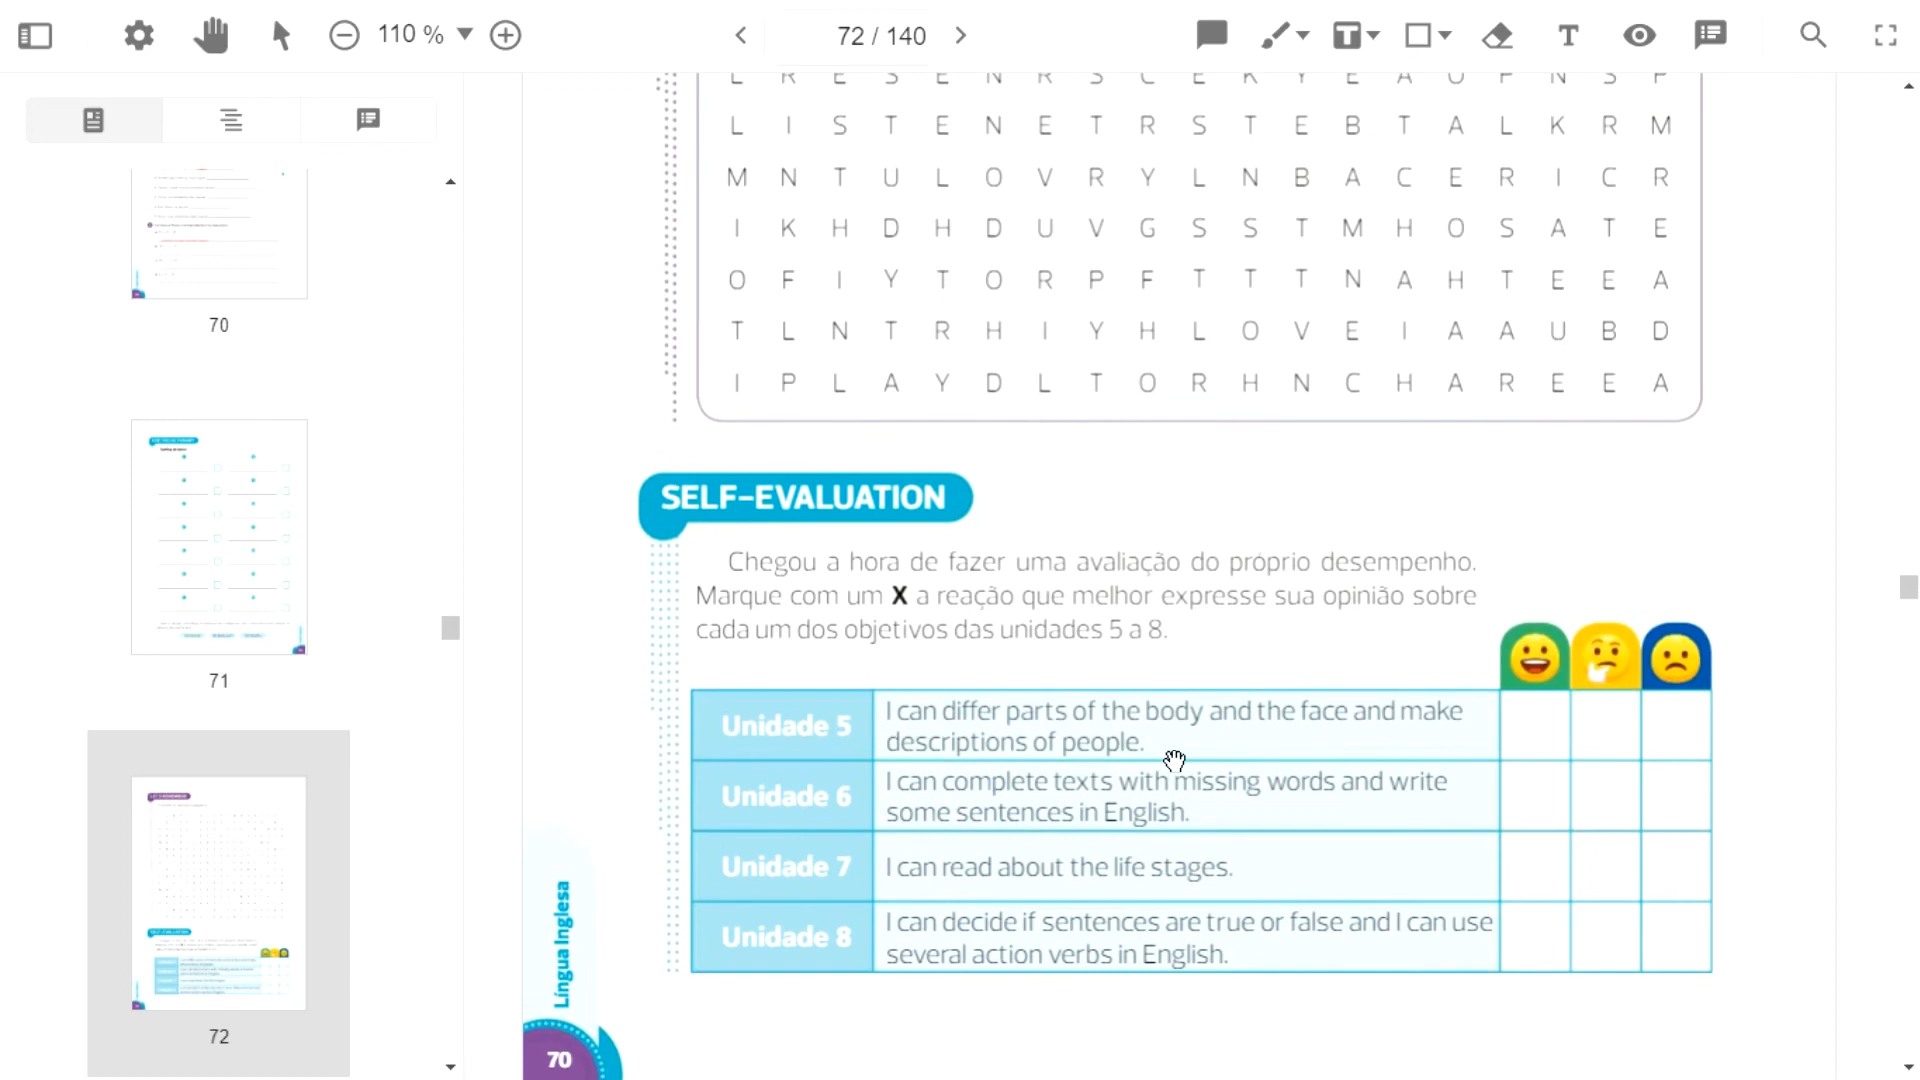 110 %
72 / 140
L I S T E N E T R S T E B T A L K R M
M N T U L O V R Y L N B A C E R I C R
I K H D H D U V G S S T M H O S A T E
O F I Y T O R P F T T T N A H T E E A
T L N T R H I Y H L O V E I A A U B D
I P L A Y D L T O R H N C H A R E E A
70
71
72
SELF-EVALUATION
Chegou a hora de fazer uma avaliação do próprio desempenho.
Marque com um X a reação que melhor expresse sua opinião sobre
cada um dos objetivos das unidades 5 a 8.
Unidade 5
I can differ parts of the body and the face and make
descriptions of people.
Unidade 6
I can complete texts with missing words and write
some sentences in English.
Unidade 7
I can read about the life stages.
Unidade 8
I can decide if sentences are true or false and I can use
several action verbs in English.
Língua Inglesa
70